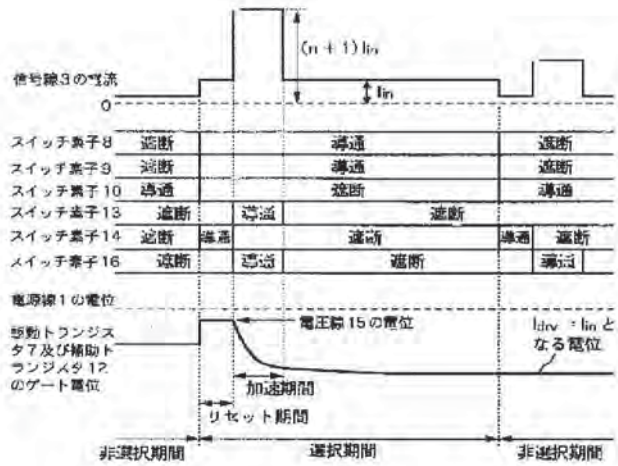 (n + 1) Iin
信号線3の電流
Iin
0
スイッチ素子8 遮断 導通 遮断
スイッチ素子9 遮断 導通 遮断
スイッチ素子10 導通 遮断 導通
スイッチ素子13 遮断 導通 遮断
スイッチ素子14 遮断 導通 遮断 導通 遮断
スイッチ素子16 遮断 導通 遮断 導通
電源線1の電位
電圧線15の電位
Idrv = Iin と
なる電位
駆動トランジス
タ7及び補助ト
ランジスタ12
のゲート電位
加速期間
リセット期間
非選択期間 選択期間 非選択期間